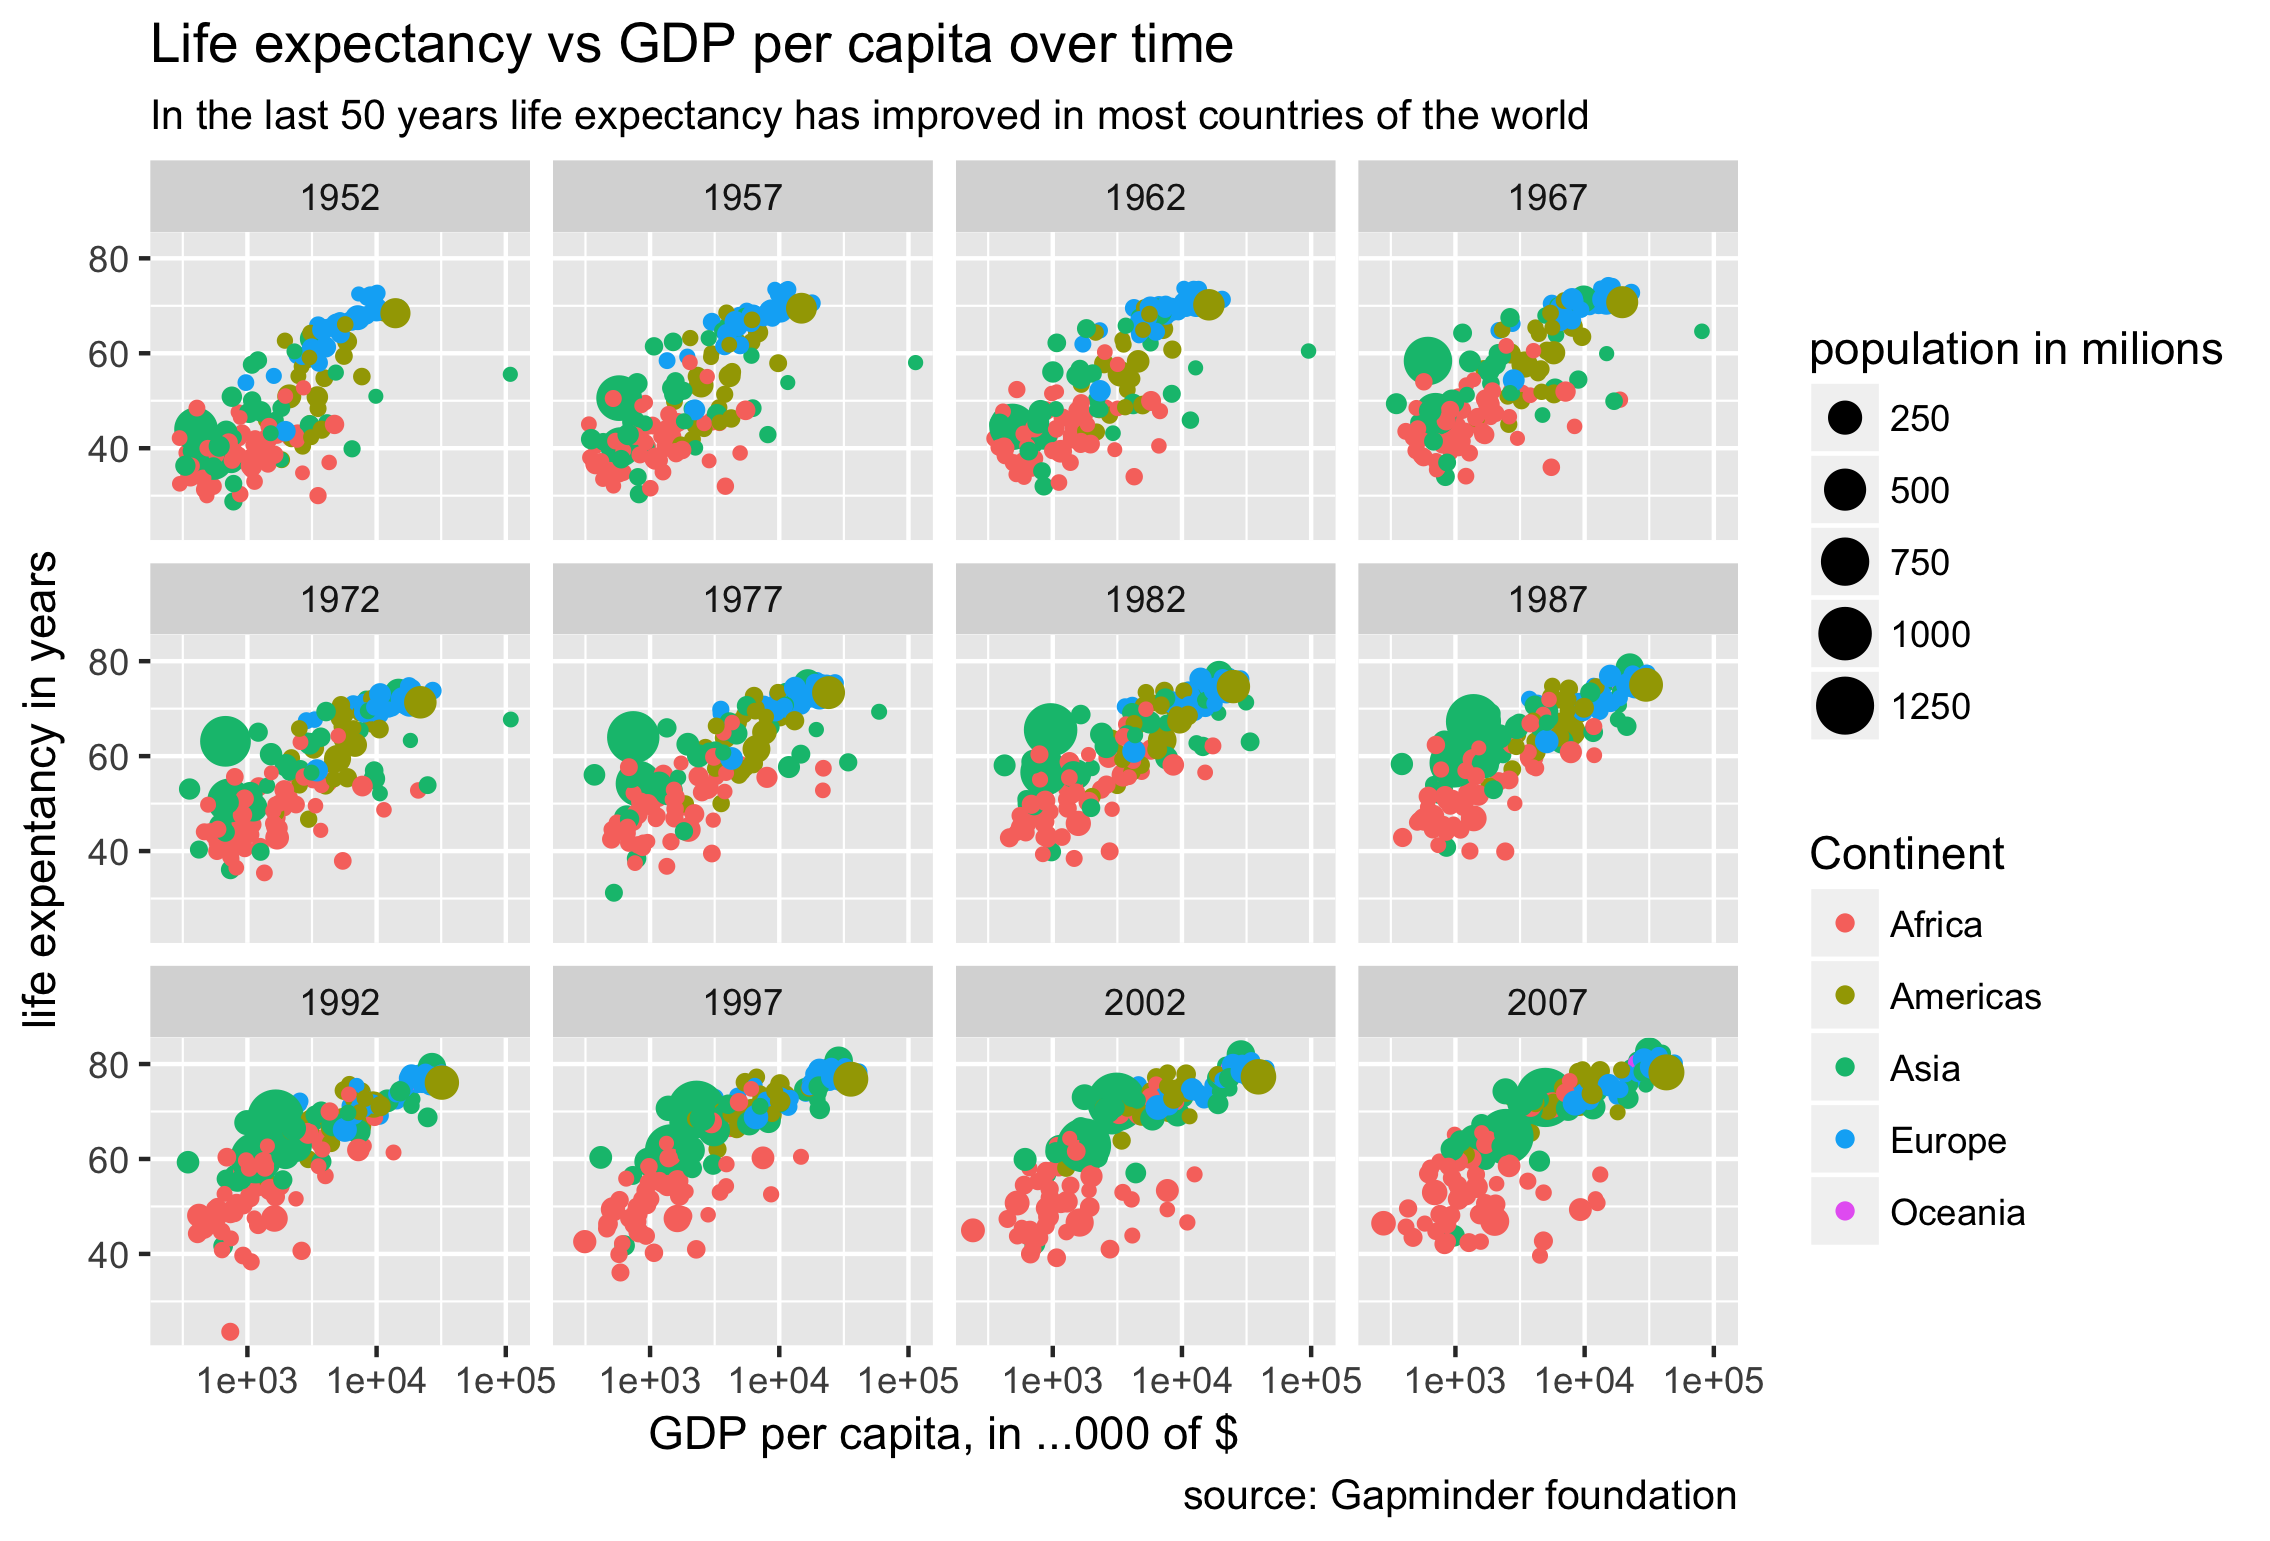 Life expectancy vs GDP per capita over time
In the last 50 years life expectancy has improved in most countries of the world
1952
1957
1962
1967
80
60
40
1972
1977
1982
1987
80
60
40
1992
1997
2002
2007
80
60
40
1e+03 1e+04 1e+05
1e+03 1e+04 1e+05
1e+03 1e+04 1e+05
1e+03 1e+04 1e+05
life expentancy in years
GDP per capita, in ...000 of $
source: Gapminder foundation
population in milions
250
500
750
1000
1250
Continent
Africa
Americas
Asia
Europe
Oceania